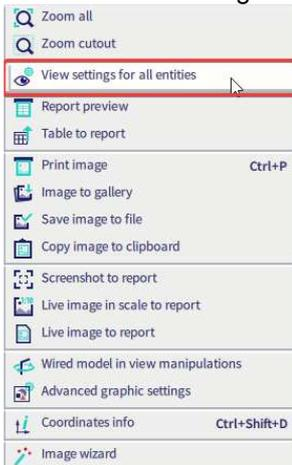 Zoom all
Zoom cutout
View settings for all entities
Report preview
Table to report
Print image Ctrl+P
Image to gallery
Save image to file
Copy image to clipboard
Screenshot to report
Live image in scale to report
Live image to report
Wired model in view manipulations
Advanced graphic settings
Coordinates info Ctrl+Shift+D
Image wizard